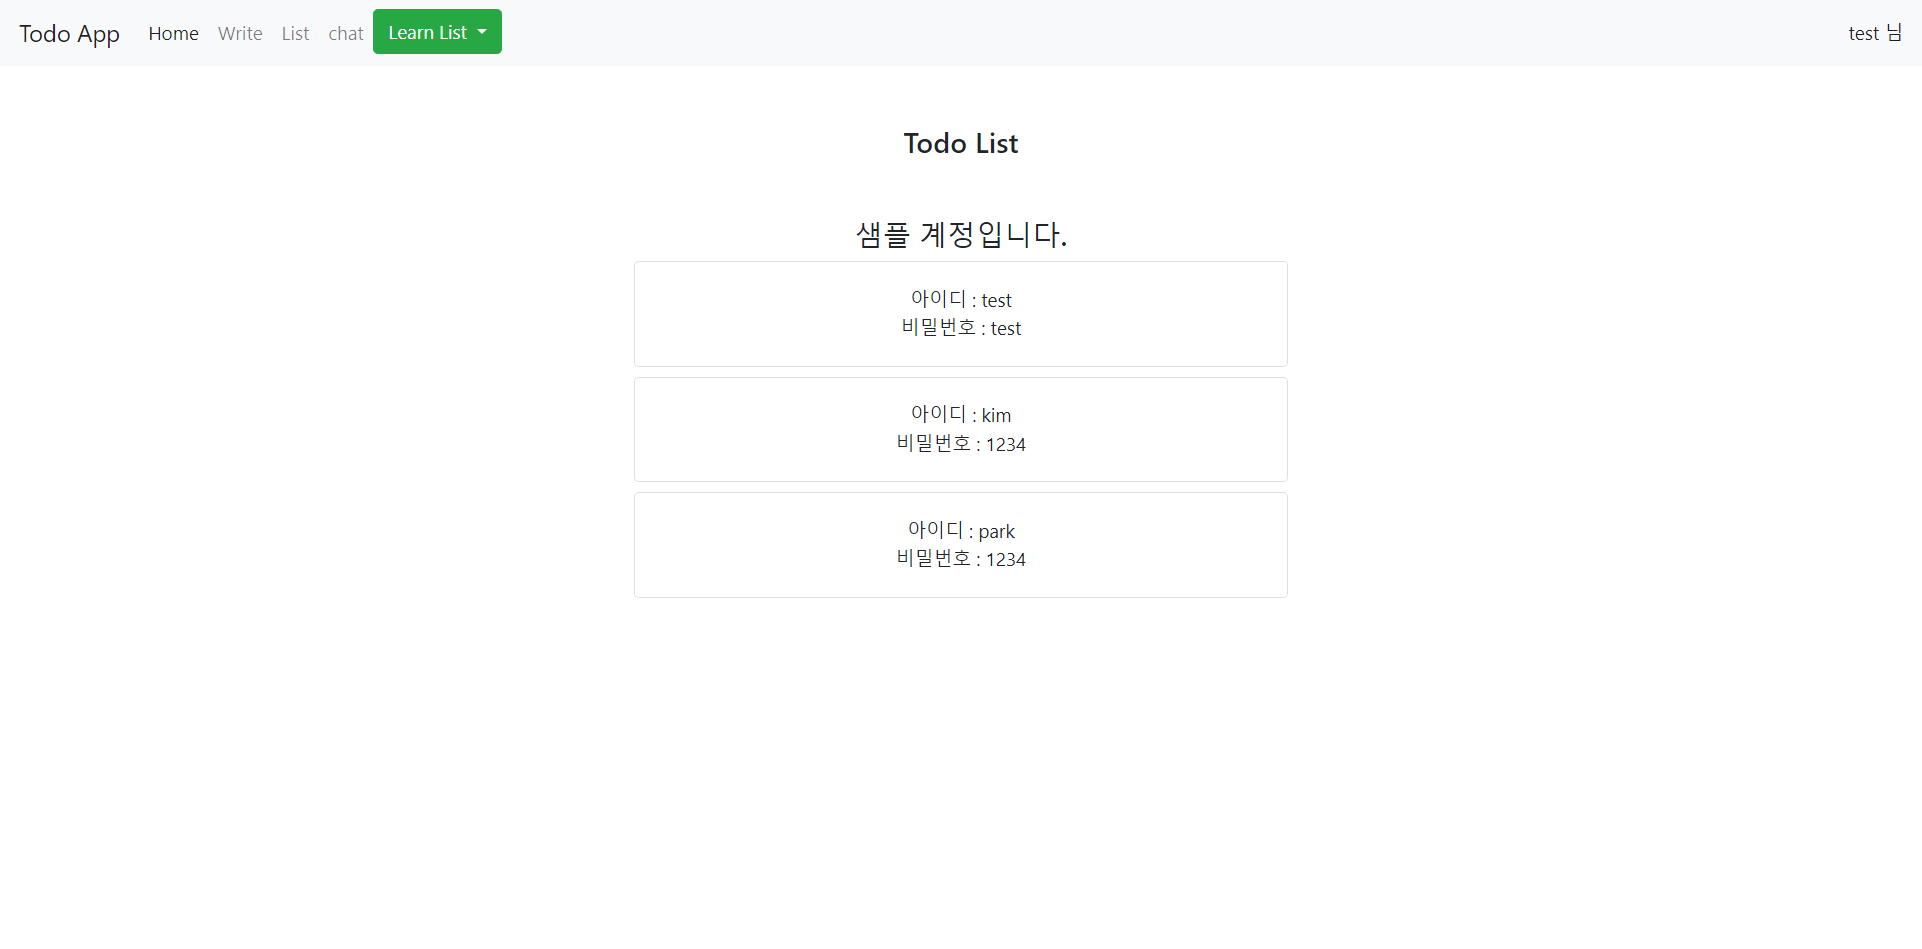 Todo App Home Write List chat Learn List test 님
Todo List
샘플 계정입니다.
아이디 : test
비밀번호 : test
아이디 : kim
비밀번호 : 1234
아이디 : park
비밀번호 : 1234